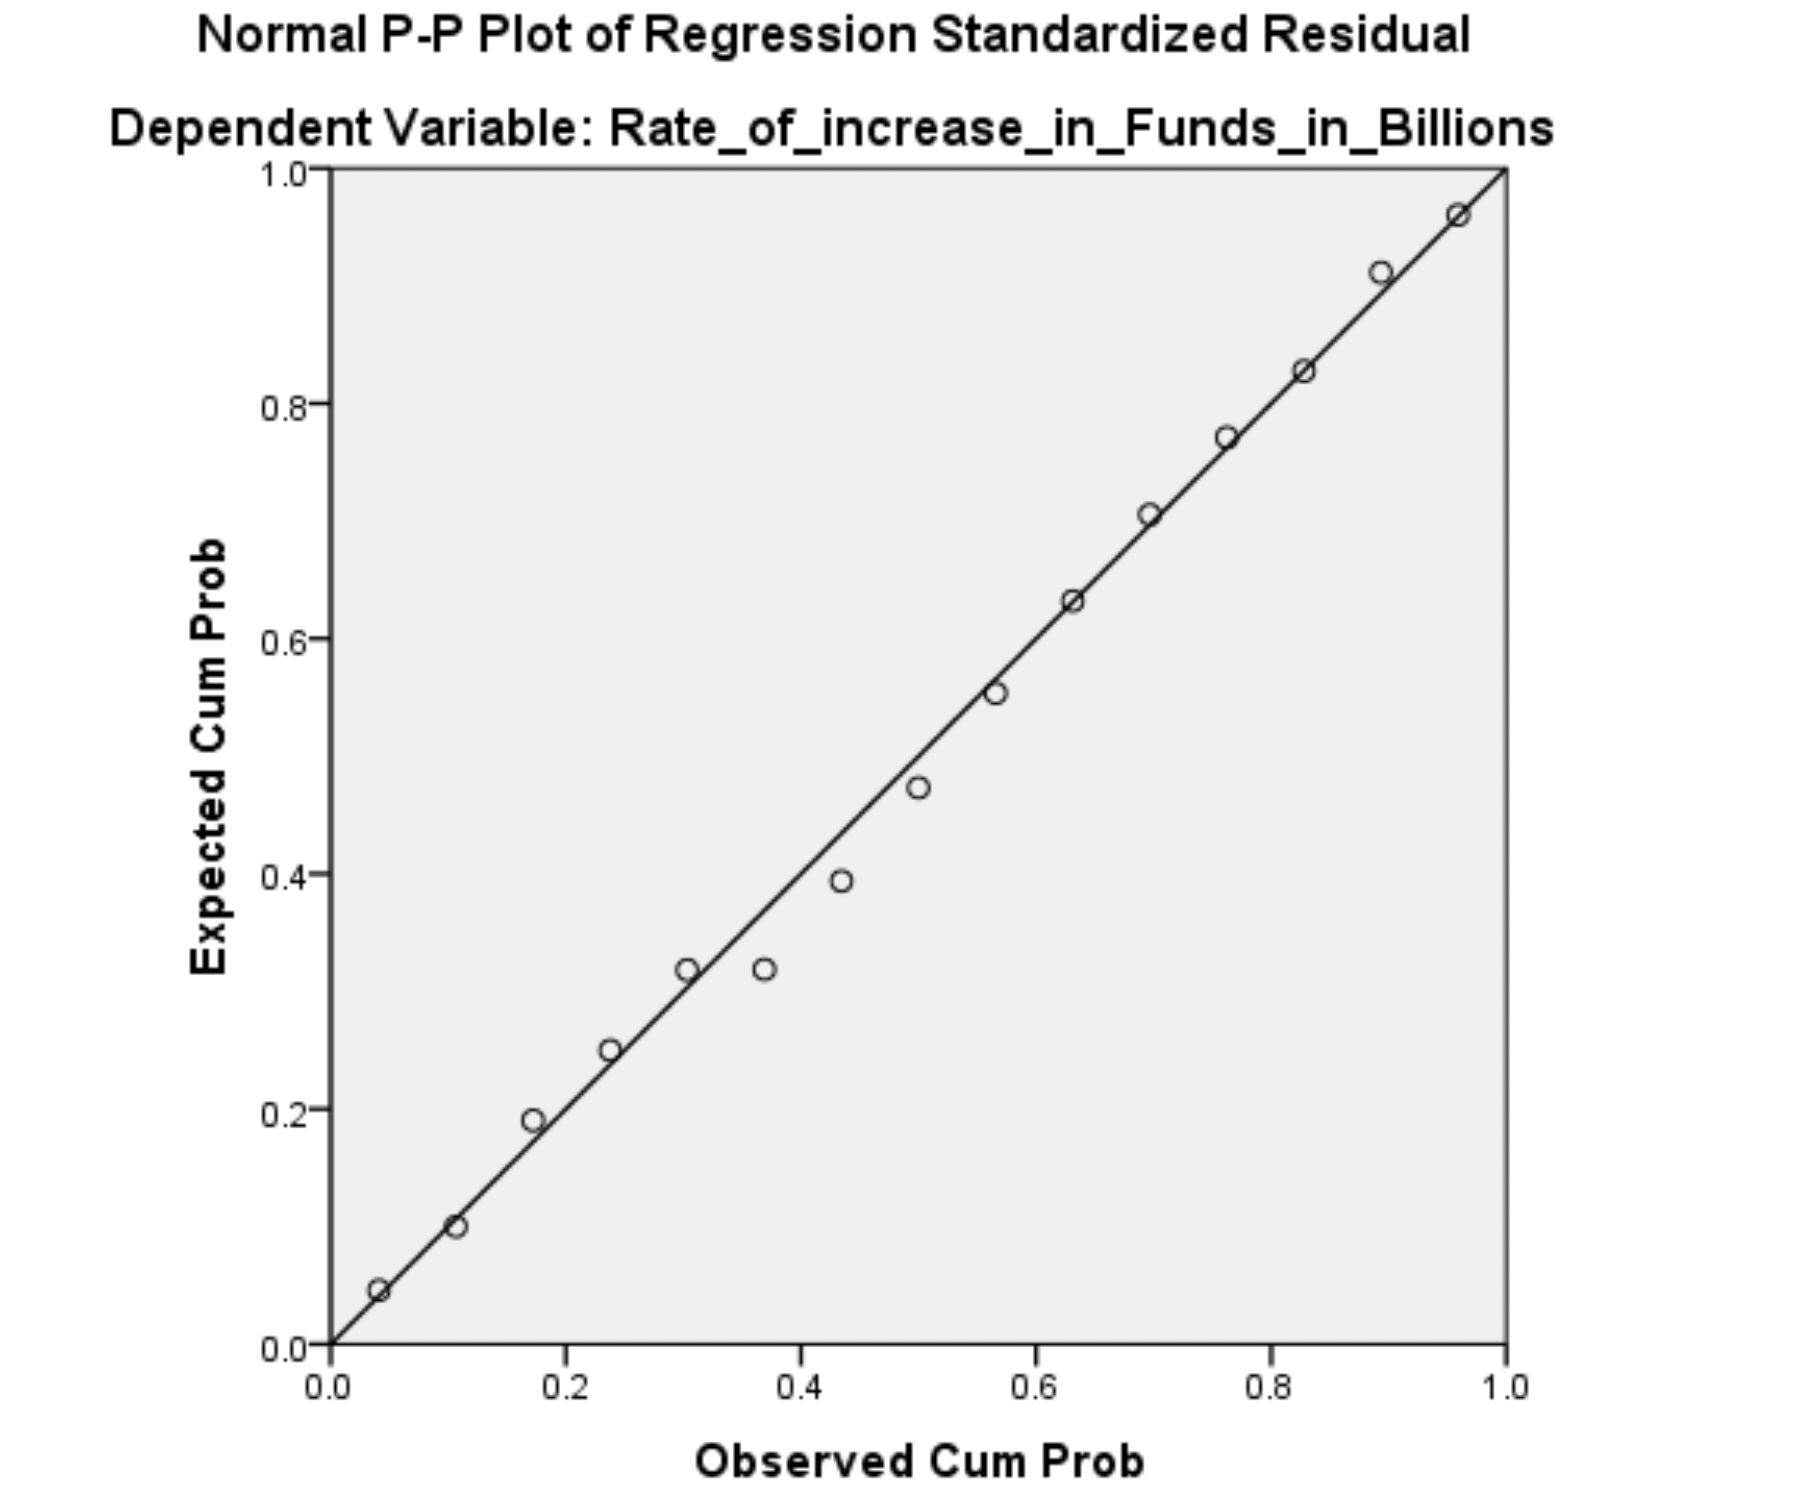 Normal P-P Plot of Regression Standardized Residual
Dependent Variable: Rate_of_increase_in_Funds_in_Billions
1.0
0.8
0.6
0.4
0.2
0.0
Expected Cum Prob
0.0 0.2 0.4 0.6 0.8 1.0
Observed Cum Prob